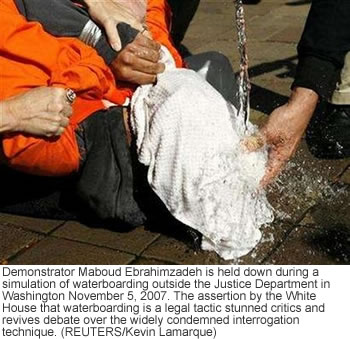 Demonstrator Maboud Ebrahimzadeh is held down during a
simulation of waterboarding outside the Justice Department in
Washington November 5, 2007. The assertion by the White
House that waterboarding is a legal tactic stunned critics and
revives debate over the widely condemned interrogation
technique. (REUTERS/Kevin Lamarque)